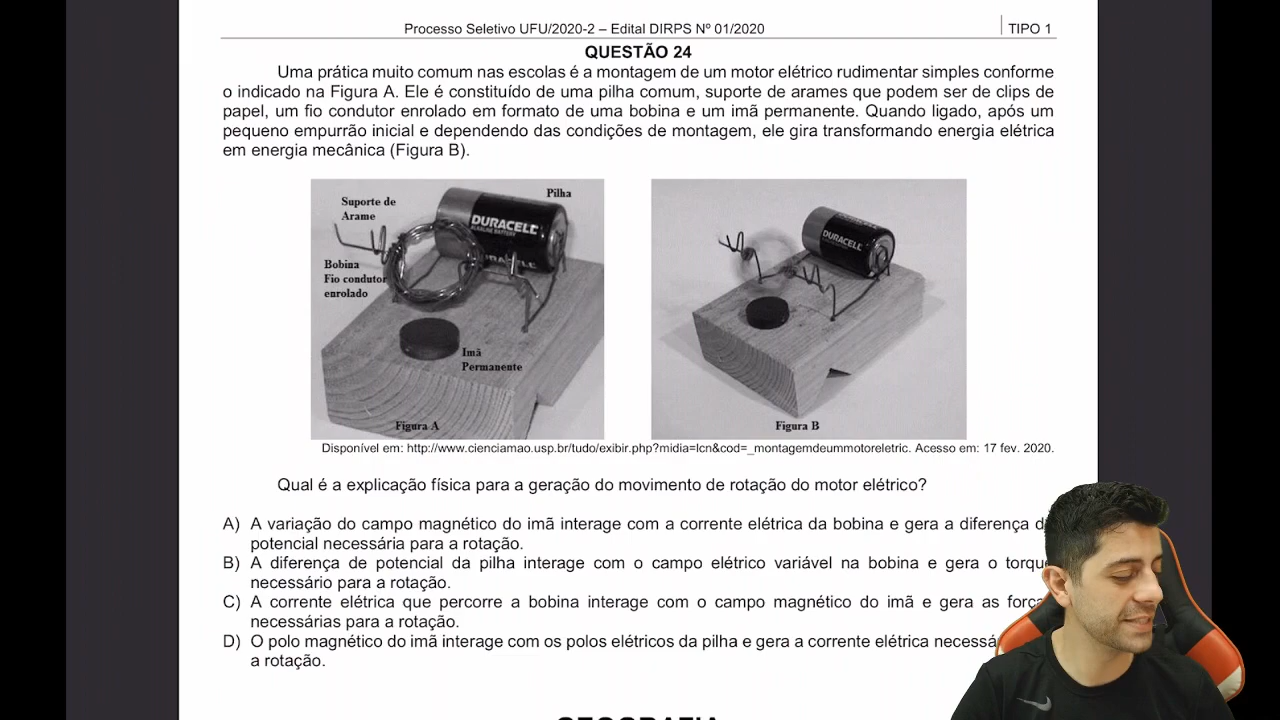 Processo Seletivo UFU/2020-2 – Edital DIRPS Nº 01/2020
TIPO 1
QUESTÃO 24
Uma prática muito comum nas escolas é a montagem de um motor elétrico rudimentar simples conforme
o indicado na Figura A. Ele é constituído de uma pilha comum, suporte de arames que podem ser de clips de
papel, um fio condutor enrolado em formato de uma bobina e um imã permanente. Quando ligado, após um
pequeno empurrão inicial e dependendo das condições de montagem, ele gira transformando energia elétrica
em energia mecânica (Figura B).
Suporte de
Arame
Pilha
DURACELL
ALKALINE BATTERY
Bobina
Fio condutor
enrolado
Imã
Permanente
Figura A
DURACELL
Figura B
Disponível em: http://www.cienciamao.usp.br/tudo/exibir.php?midia=lcn&cod=_montagemdeummotoreletric. Acesso em: 17 fev. 2020.
Qual é a explicação física para a geração do movimento de rotação do motor elétrico?
A) A variação do campo magnético do imã interage com a corrente elétrica da bobina e gera a diferença
potencial necessária para a rotação.
B) A diferença de potencial da pilha interage com o campo elétrico variável na bobina e gera o torque
necessário para a rotação.
C) A corrente elétrica que percorre a bobina interage com o campo magnético do imã e gera as
necessárias para a rotação.
D) O polo magnético do imã interage com os polos elétricos da pilha e gera a corrente elétrica
a rotação.